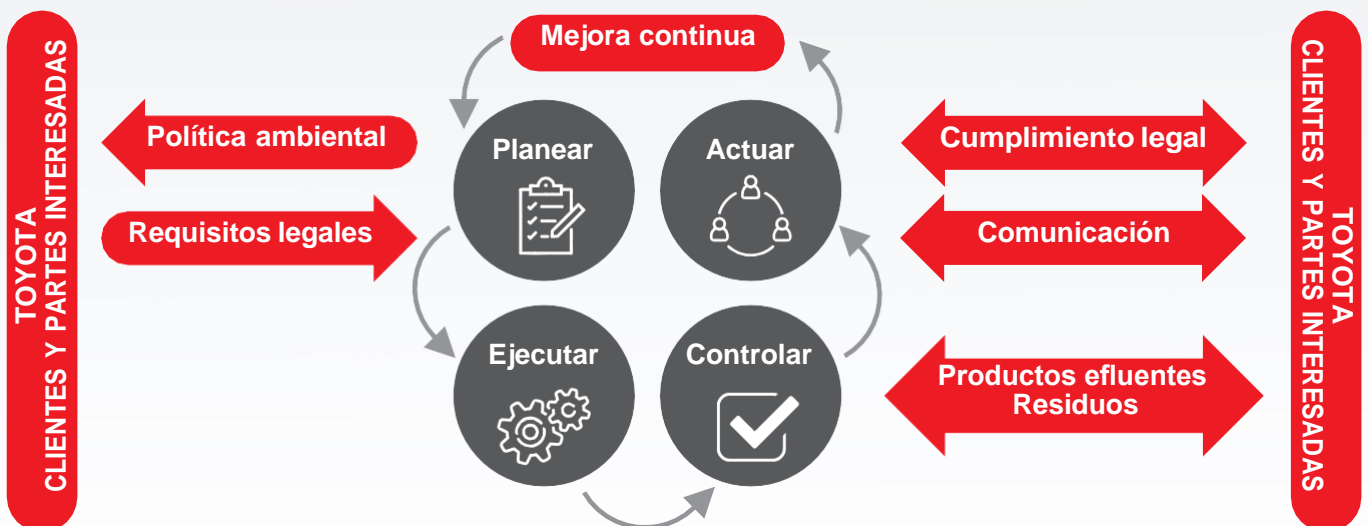 TOYOTA
CLIENTES Y PARTES INTERESADAS
Mejora continua
Política ambiental
Requisitos legales
Planear
Actuar
Ejecutar
Controlar
Cumplimiento legal
Comunicación
Productos efluentes
Residuos
TOYOTA
CLIENTES Y PARTES INTERESADAS